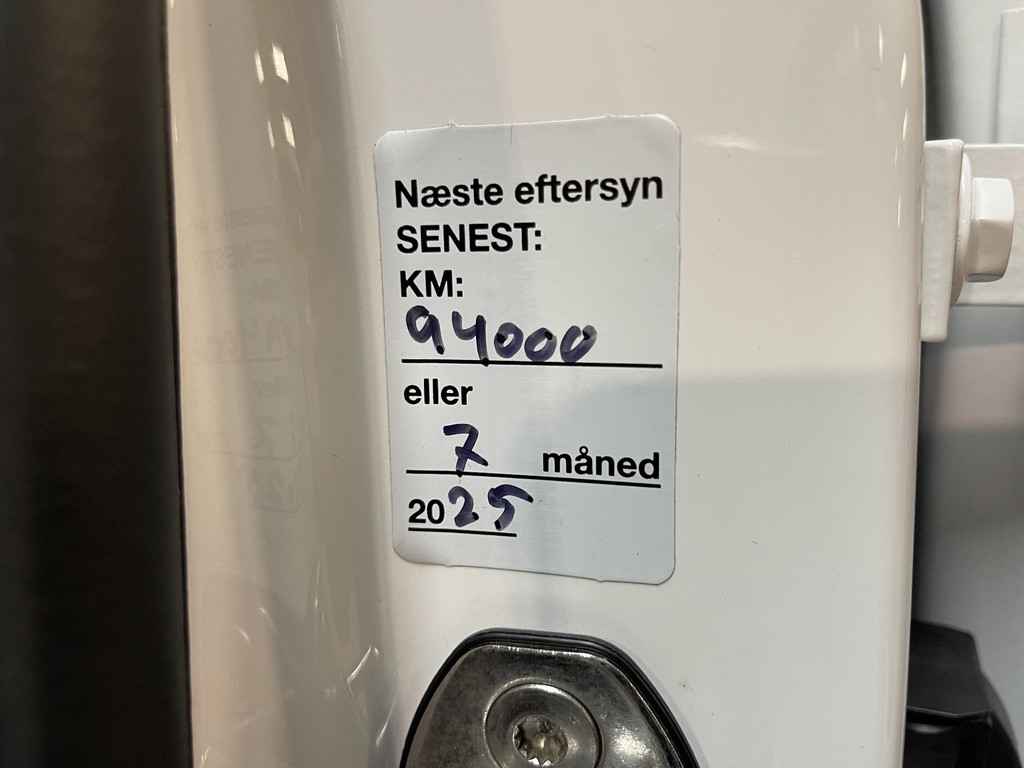 Næste eftersyn
SENEST:
KM:
94000
eller
7 måned
2025